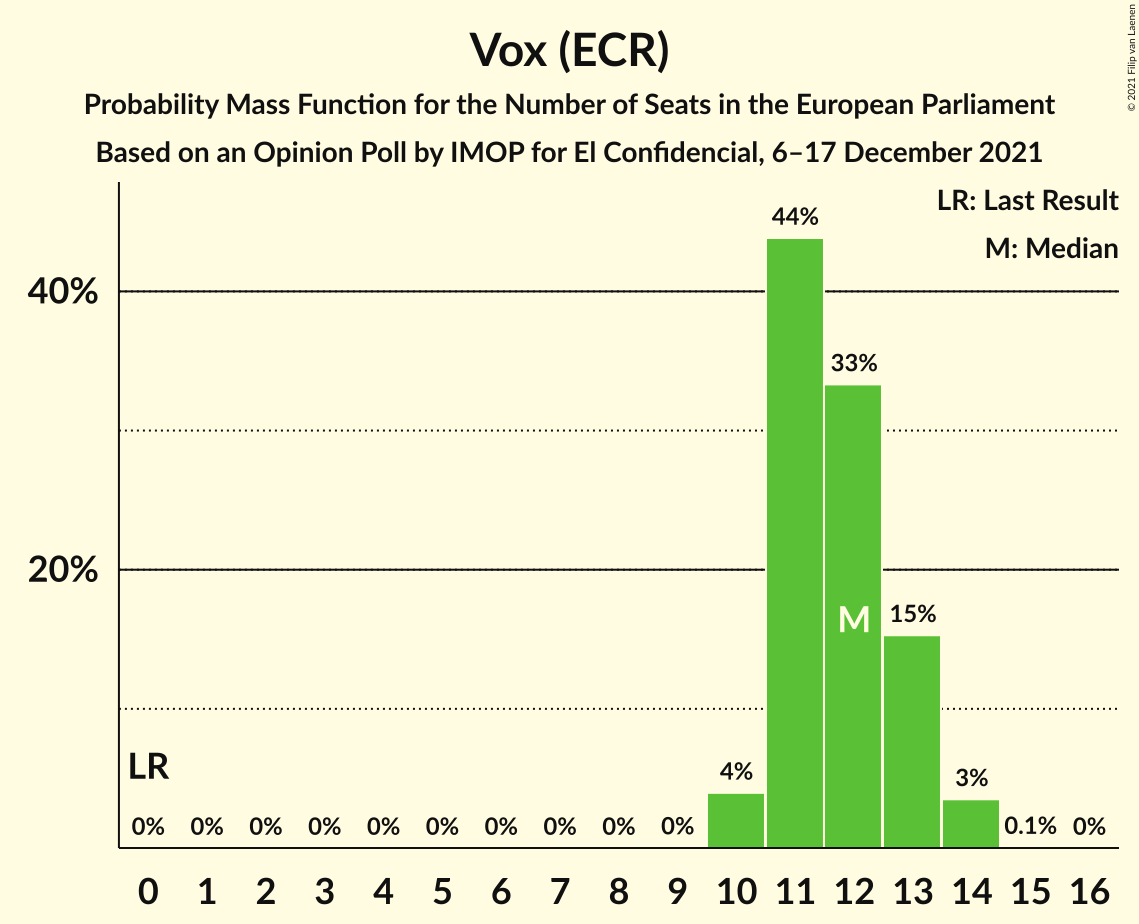 Vox (ECR)
Probability Mass Function for the Number of Seats in the European Parliament
Based on an Opinion Poll by IMOP for El Confidencial, 6–17 December 2021
© 2021 Filip van Laenen
LR: Last Result
M: Median
44%
40%
33%
20%
M
15%
LR
4%
3%
0% 0% 0% 0% 0% 0% 0% 0% 0% 0% 0.1% 0%
0 1 2 3 4 5 6 7 8 9 10 11 12 13 14 15 16